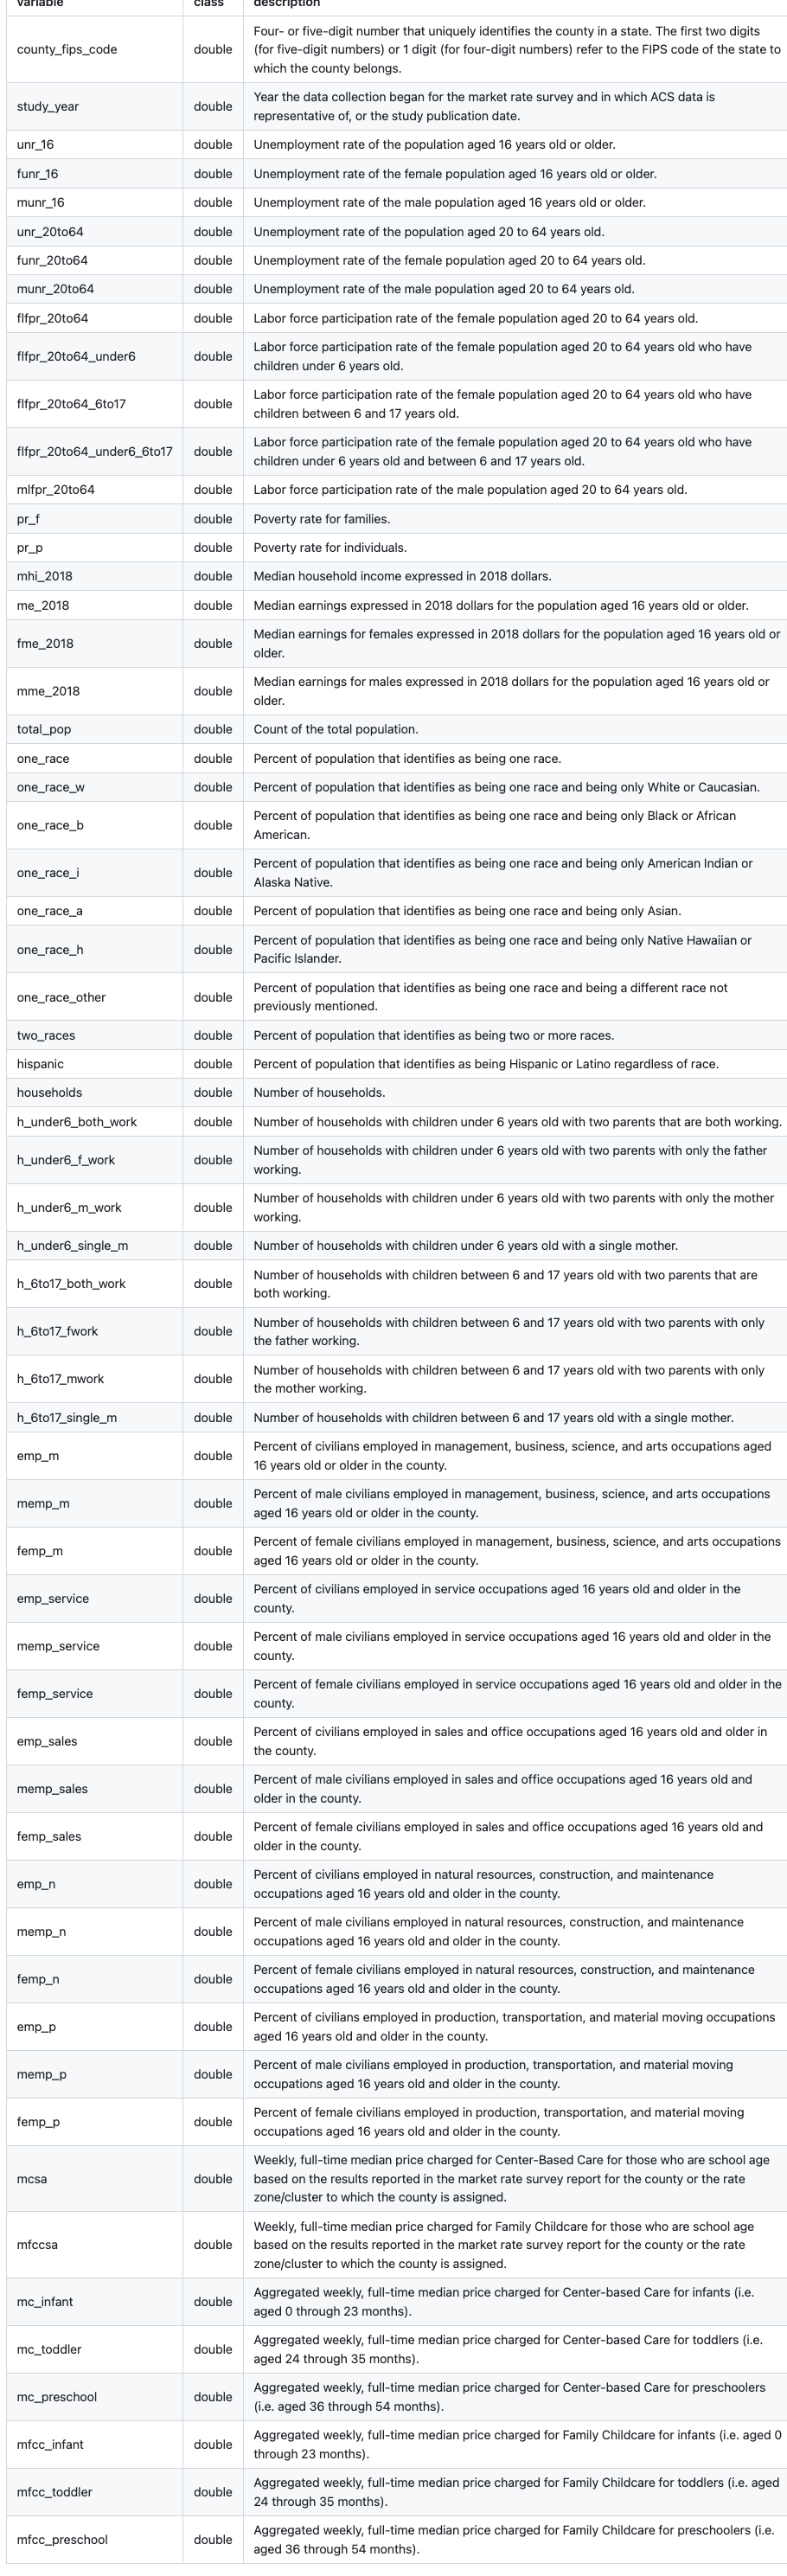 variable class description
county_fips_code double Four- or five-digit number that uniquely identifies the county in a state. The first two digits
(for five-digit numbers) or 1 digit (for four-digit numbers) refer to the FIPS code of the state to
which the county belongs.
study_year double Year the data collection began for the market rate survey and in which ACS data is
representative of, or the study publication date.
unr_16 double Unemployment rate of the population aged 16 years old or older.
funr_16 double Unemployment rate of the female population aged 16 years old or older.
munr_16 double Unemployment rate of the male population aged 16 years old or older.
unr_20to64 double Unemployment rate of the population aged 20 to 64 years old.
funr_20to64 double Unemployment rate of the female population aged 20 to 64 years old.
munr_20to64 double Unemployment rate of the male population aged 20 to 64 years old.
flfpr_20to64 double Labor force participation rate of the female population aged 20 to 64 years old.
flfpr_20to64_under6 double Labor force participation rate of the female population aged 20 to 64 years old who have
children under 6 years old.
flfpr_20to64_6to17 double Labor force participation rate of the female population aged 20 to 64 years old who have
children between 6 and 17 years old.
flfpr_20to64_under6_6to17 double Labor force participation rate of the female population aged 20 to 64 years old who have
children under 6 years old and between 6 and 17 years old.
mlfpr_20to64 double Labor force participation rate of the male population aged 20 to 64 years old.
pr_f double Poverty rate for families.
pr_p double Poverty rate for individuals.
mhi_2018 double Median household income expressed in 2018 dollars.
me_2018 double Median earnings expressed in 2018 dollars for the population aged 16 years old or older.
fme_2018 double Median earnings for females expressed in 2018 dollars for the population aged 16 years old or
older.
mme_2018 double Median earnings for males expressed in 2018 dollars for the population aged 16 years old or
older.
total_pop double Count of the total population.
one_race double Percent of population that identifies as being one race.
one_race_w double Percent of population that identifies as being one race and being only White or Caucasian.
one_race_b double Percent of population that identifies as being one race and being only Black or African
American.
one_race_i double Percent of population that identifies as being one race and being only American Indian or
Alaska Native.
one_race_a double Percent of population that identifies as being one race and being only Asian.
one_race_h double Percent of population that identifies as being one race and being only Native Hawaiian or
Pacific Islander.
one_race_other double Percent of population that identifies as being one race and being a different race not
previously mentioned.
two_races double Percent of population that identifies as being two or more races.
hispanic double Percent of population that identifies as being Hispanic or Latino regardless of race.
households double Number of households.
h_under6_both_work double Number of households with children under 6 years old with two parents that are both working.
h_under6_f_work double Number of households with children under 6 years old with two parents with only the father
working.
h_under6_m_work double Number of households with children under 6 years old with two parents with only the mother
working.
h_under6_single_m double Number of households with children under 6 years old with a single mother.
h_6to17_both_work double Number of households with children between 6 and 17 years old with two parents that are
both working.
h_6to17_fwork double Number of households with children between 6 and 17 years old with two parents with only
the father working.
h_6to17_mwork double Number of households with children between 6 and 17 years old with two parents with only
the mother working.
h_6to17_single_m double Number of households with children between 6 and 17 years old with a single mother.
emp_m double Percent of civilians employed in management, business, science, and arts occupations aged
16 years old or older in the county.
memp_m double Percent of male civilians employed in management, business, science, and arts occupations
aged 16 years old or older in the county.
femp_m double Percent of female civilians employed in management, business, science, and arts occupations
aged 16 years old or older in the county.
emp_service double Percent of civilians employed in service occupations aged 16 years old and older in the
county.
memp_service double Percent of male civilians employed in service occupations aged 16 years old and older in the
county.
femp_service double Percent of female civilians employed in service occupations aged 16 years old and older in the
county.
emp_sales double Percent of civilians employed in sales and office occupations aged 16 years old and older in
the county.
memp_sales double Percent of male civilians employed in sales and office occupations aged 16 years old and
older in the county.
femp_sales double Percent of female civilians employed in sales and office occupations aged 16 years old and
older in the county.
emp_n double Percent of civilians employed in natural resources, construction, and maintenance
occupations aged 16 years old and older in the county.
memp_n double Percent of male civilians employed in natural resources, construction, and maintenance
occupations aged 16 years old and older in the county.
femp_n double Percent of female civilians employed in natural resources, construction, and maintenance
occupations aged 16 years old and older in the county.
emp_p double Percent of civilians employed in production, transportation, and material moving occupations
aged 16 years old and older in the county.
memp_p double Percent of male civilians employed in production, transportation, and material moving
occupations aged 16 years old and older in the county.
femp_p double Percent of female civilians employed in production, transportation, and material moving
occupations aged 16 years old and older in the county.
mcsa double Weekly, full-time median price charged for Center-Based Care for those who are school age
based on the results reported in the market rate survey report for the county or the rate
zone/cluster to which the county is assigned.
mfccsa double Weekly, full-time median price charged for Family Childcare for those who are school age
based on the results reported in the market rate survey report for the county or the rate
zone/cluster to which the county is assigned.
mc_infant double Aggregated weekly, full-time median price charged for Center-based Care for infants (i.e.
aged 0 through 23 months).
mc_toddler double Aggregated weekly, full-time median price charged for Center-based Care for toddlers (i.e.
aged 24 through 35 months).
mc_preschool double Aggregated weekly, full-time median price charged for Center-based Care for preschoolers
(i.e. aged 36 through 54 months).
mfcc_infant double Aggregated weekly, full-time median price charged for Family Childcare for infants (i.e. aged 0
through 23 months).
mfcc_toddler double Aggregated weekly, full-time median price charged for Family Childcare for toddlers (i.e. aged
24 through 35 months).
mfcc_preschool double Aggregated weekly, full-time median price charged for Family Childcare for preschoolers (i.e.
aged 36 through 54 months).